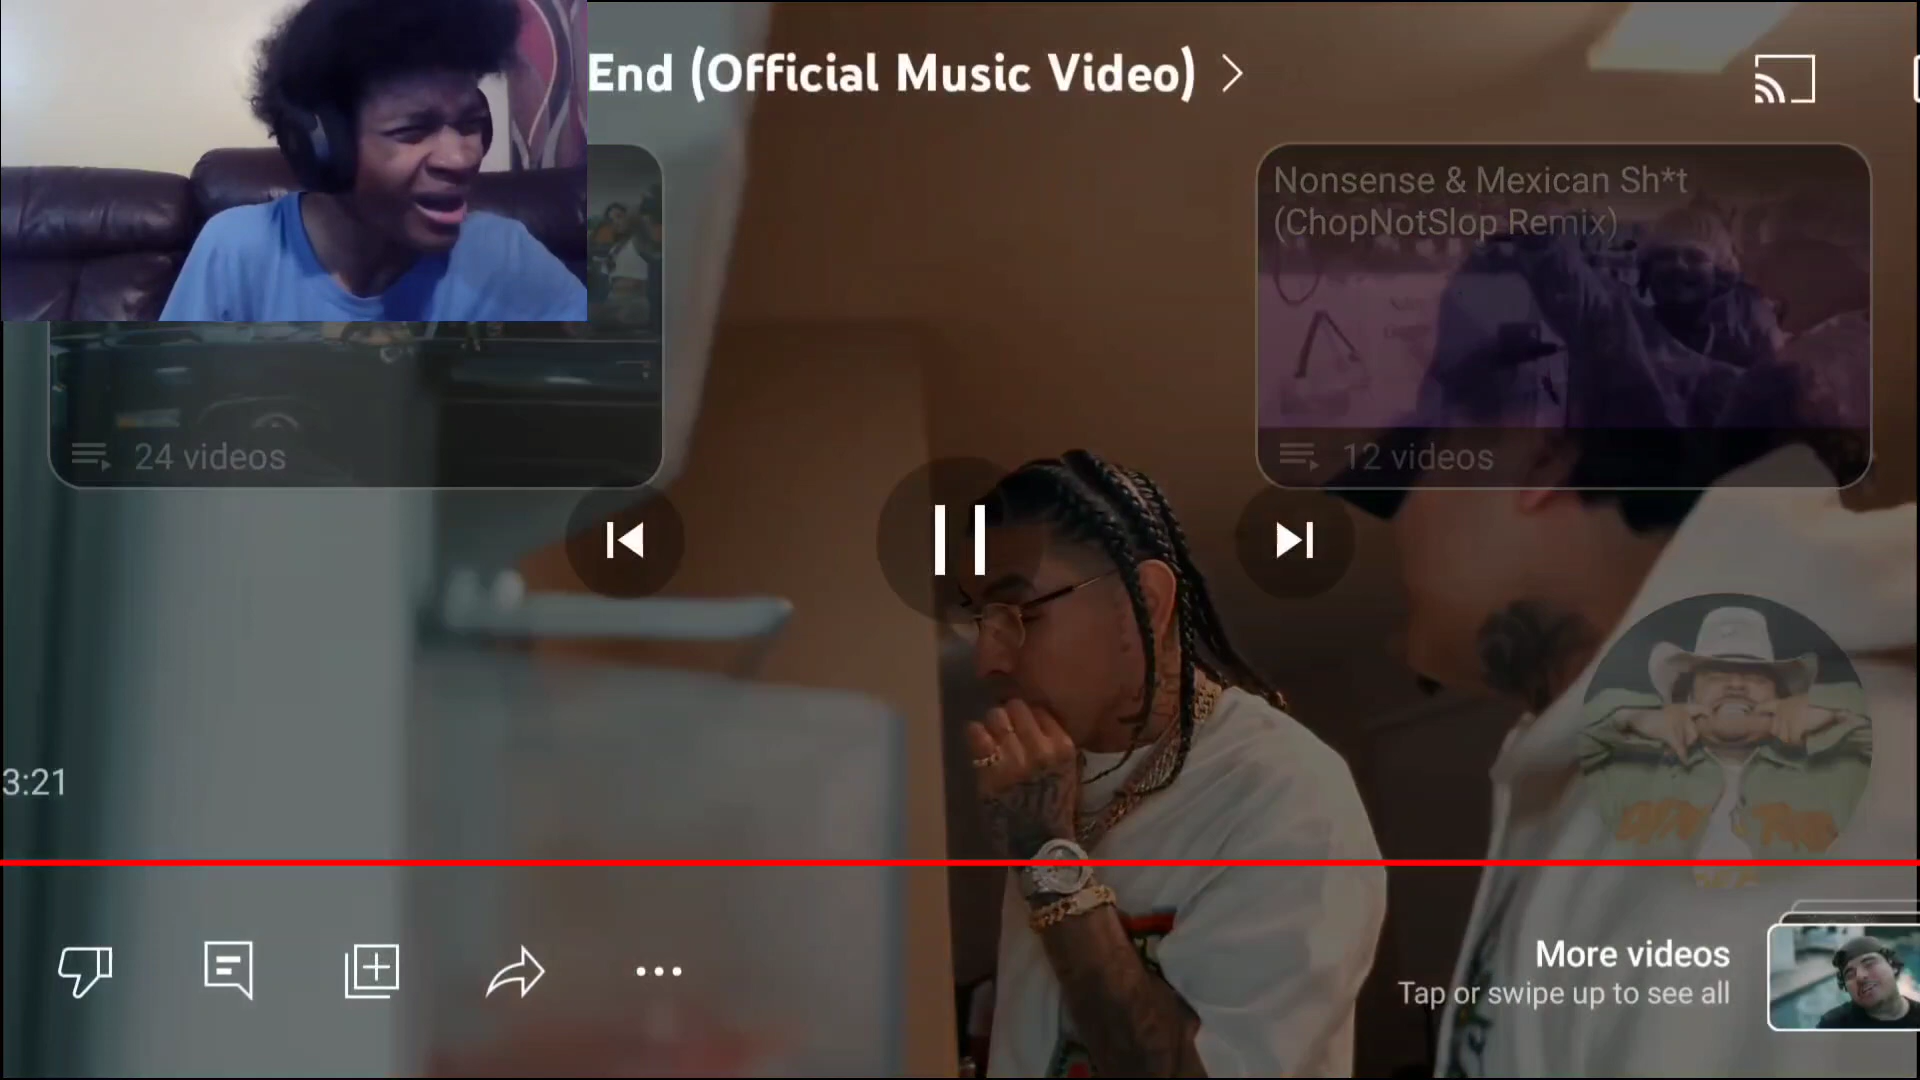 End (Official Music Video)
Nonsense & Mexican Sh*t
(ChopNotSlop Remix)
24 videos
12 videos
3:21
More videos
Tap or swipe up to see all